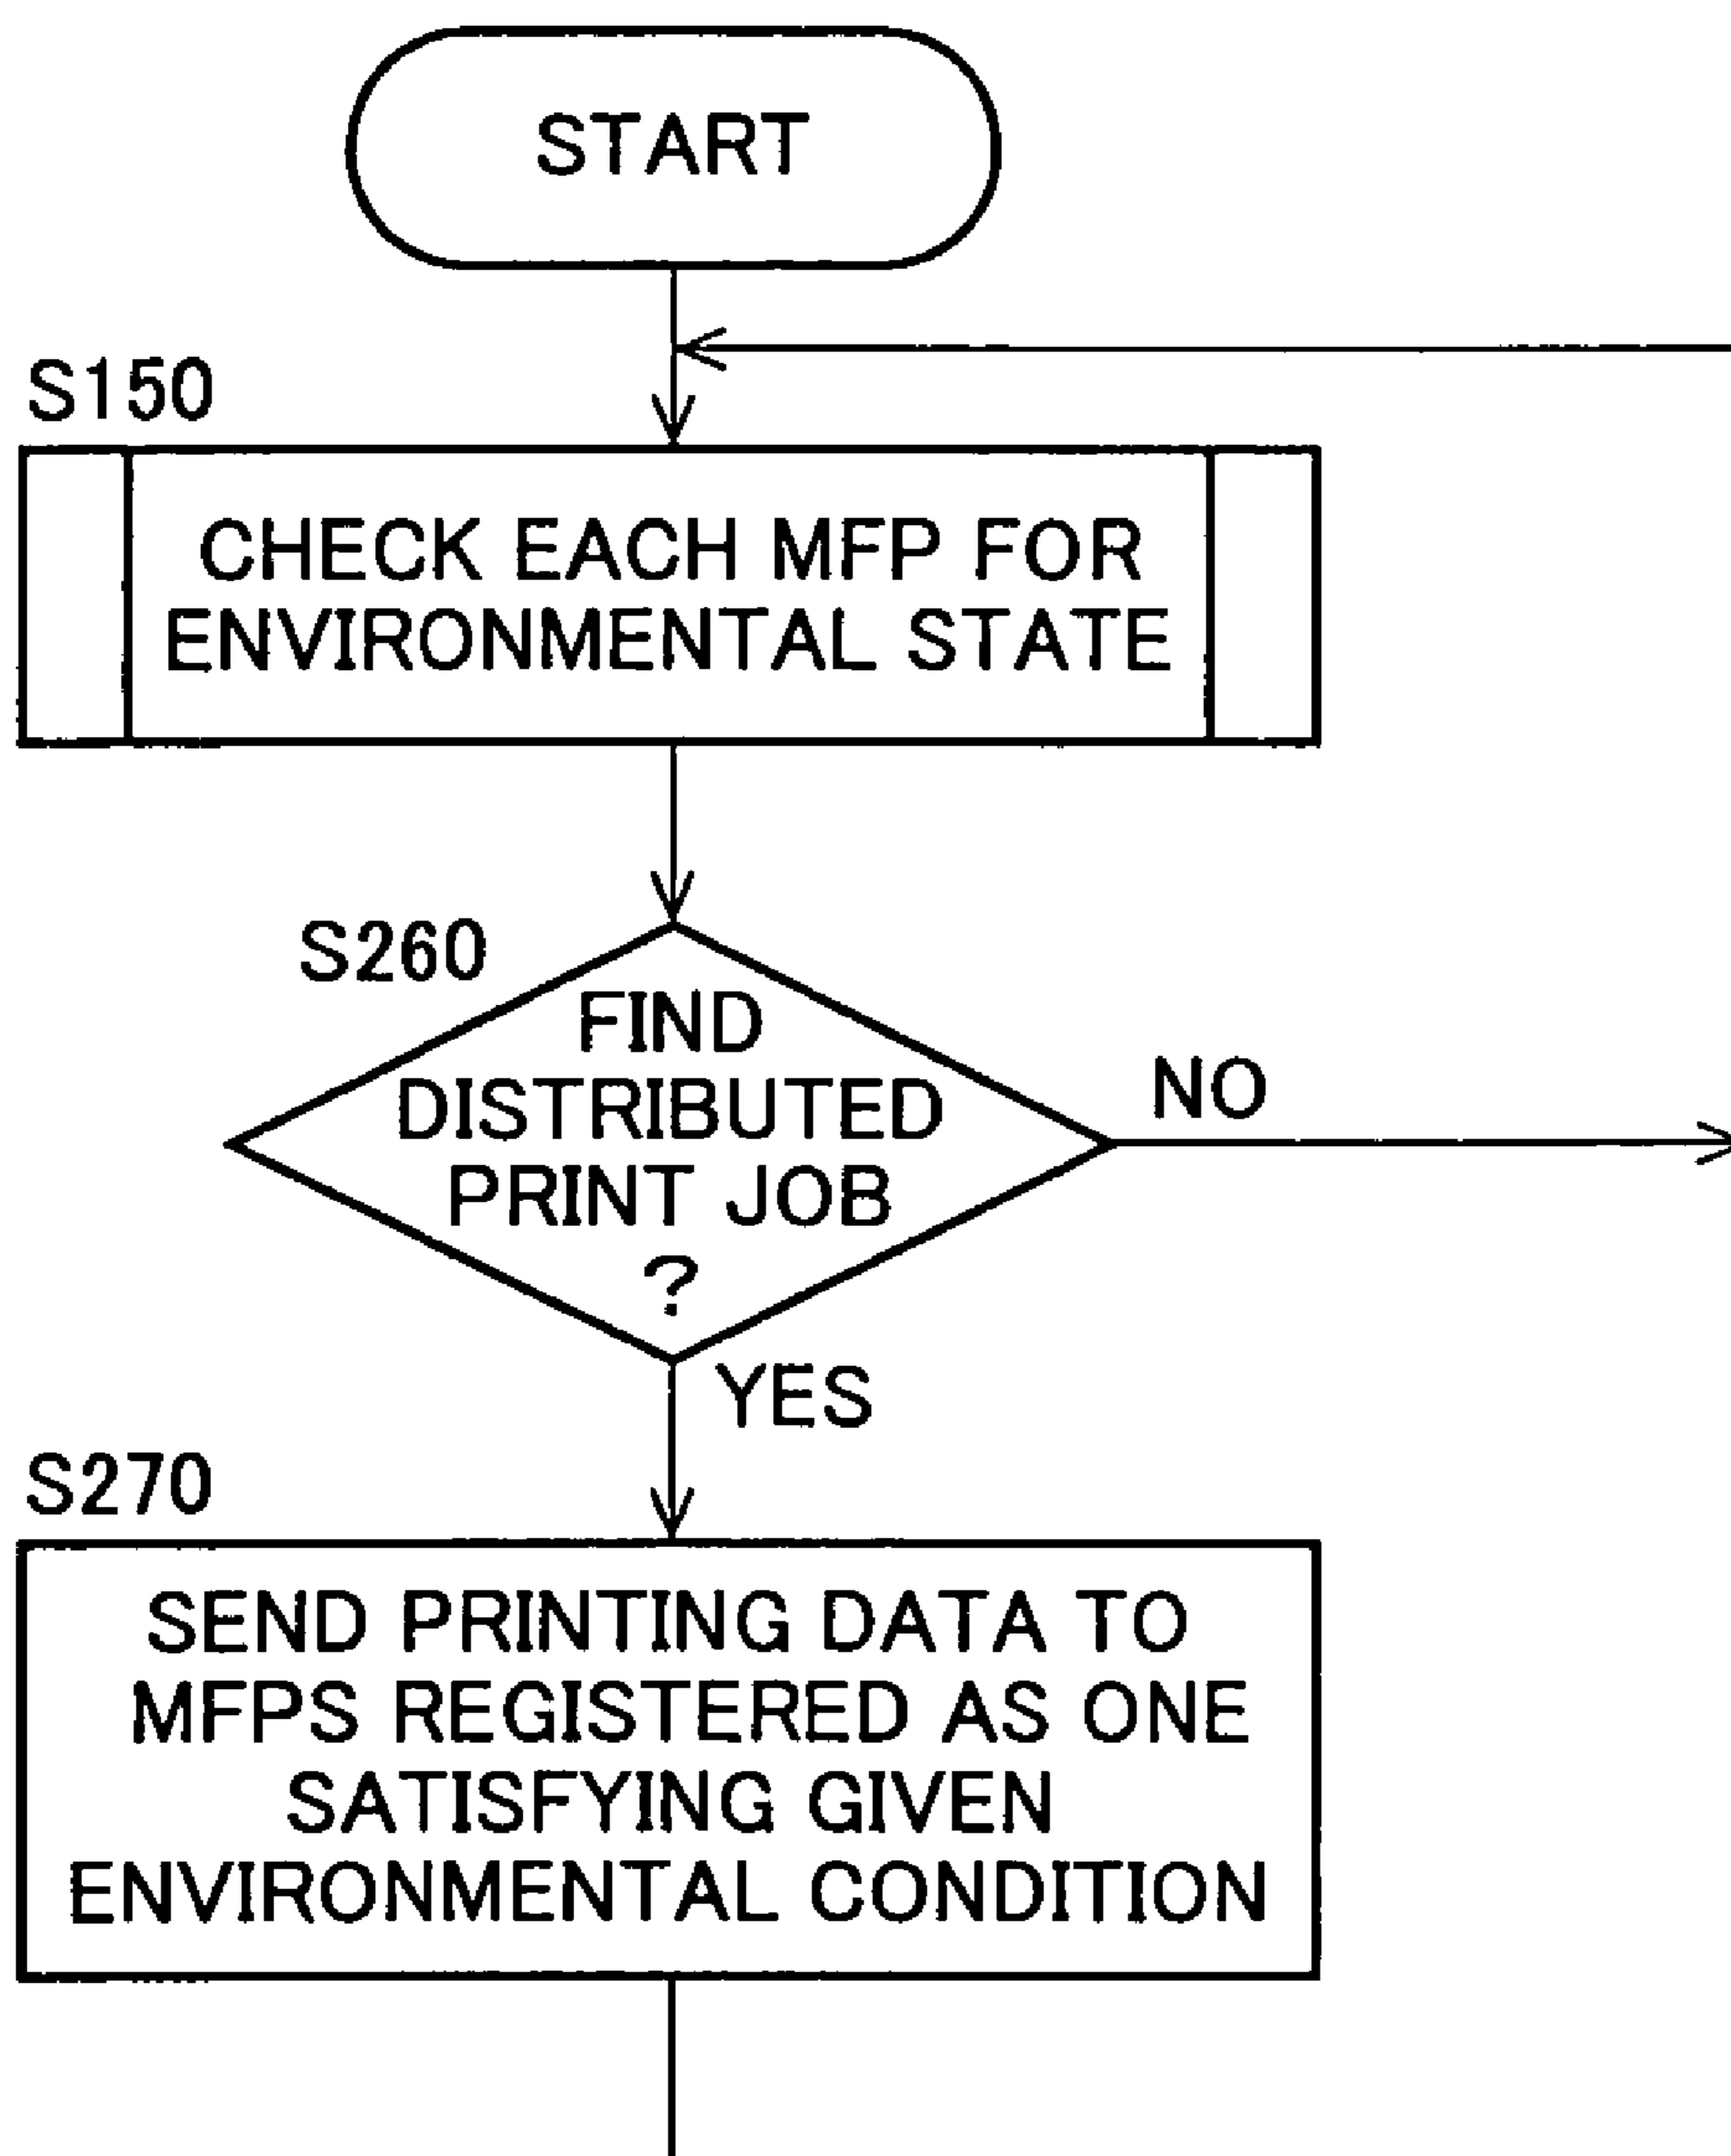 START
S150
CHECK EACH MFP FOR
ENVIRONMENTAL STATE
S260
FIND
DISTRIBUTED
PRINT JOB
?
NO
YES
S270
SEND PRINTING DATA TO
MFPS REGISTERED AS ONE
SATISFYING GIVEN
ENVIRONMENTAL CONDITION